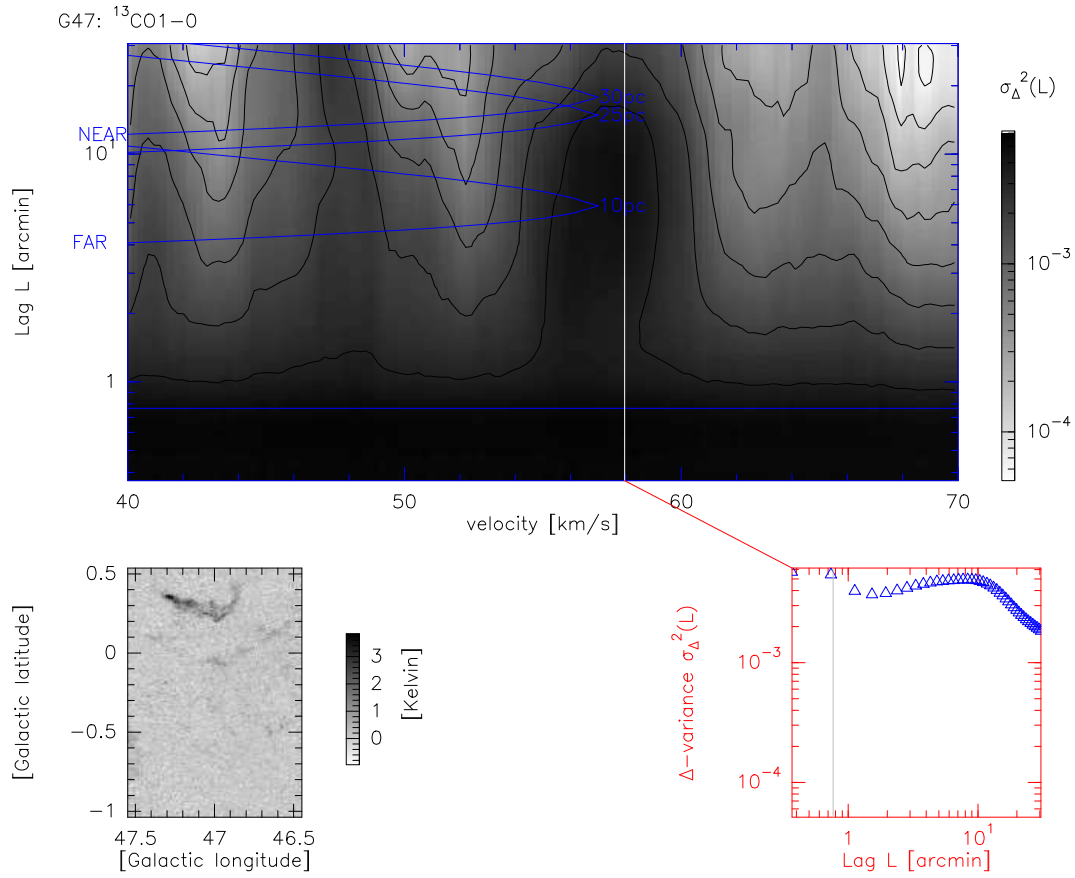 G47: ¹³CO1−0
σΔ²(L)
30pc
25pc
NEAR
10¹
10pc
FAR
1
Lag L [arcmin]
10⁻³
10⁻⁴
40 50 60 70
velocity [km/s]
0.5
0
−0.5
−1
[Galactic latitude]
47.5 47 46.5
[Galactic longitude]
3
2
1
0
[Kelvin]
Δ−variance σΔ²(L)
10⁻³
10⁻⁴
1 10¹
Lag L [arcmin]